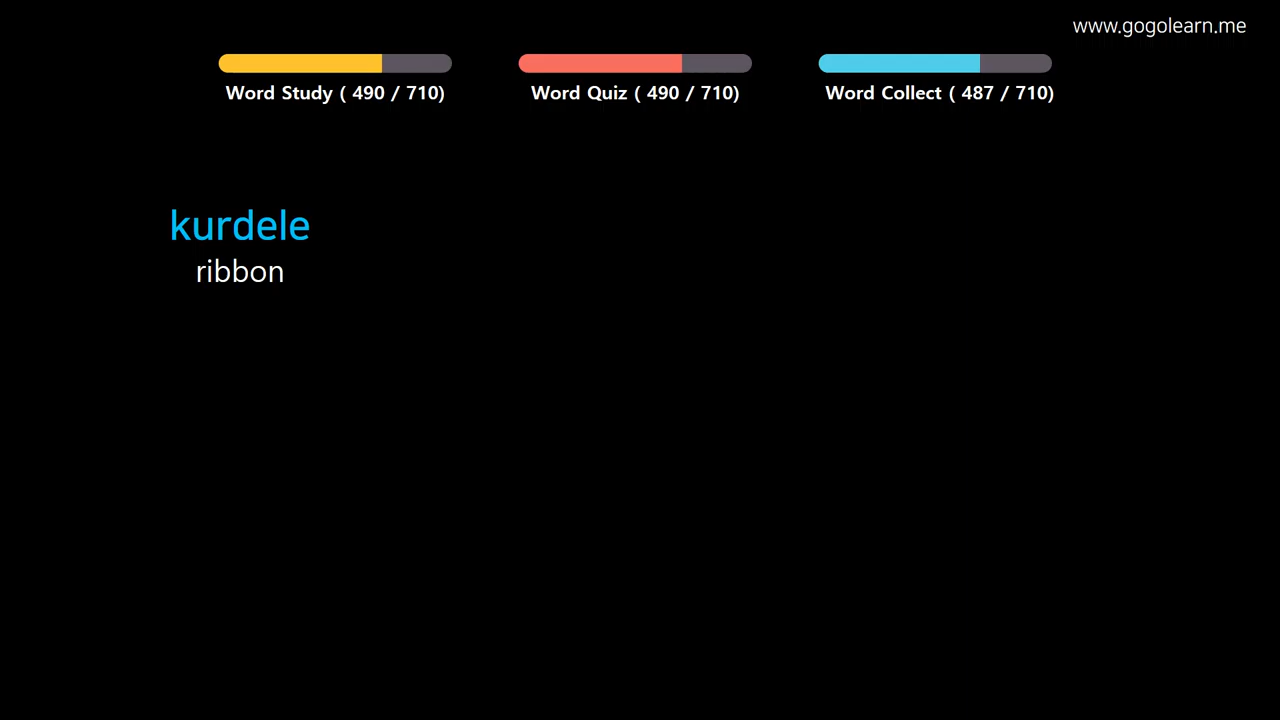 www.gogolearn.me
Word Study ( 490 / 710)
Word Quiz ( 490 / 710)
Word Collect ( 487 / 710)
kurdele
ribbon